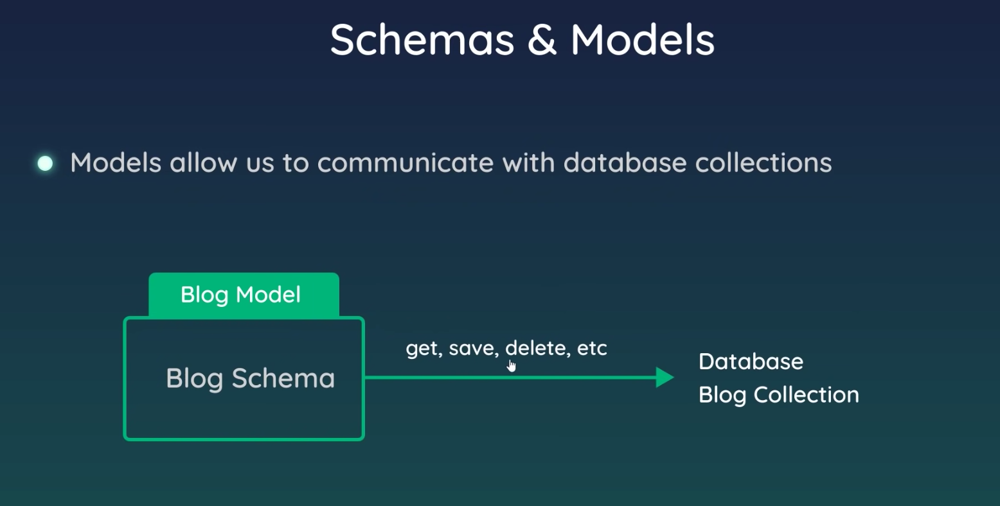 Schemas & Models
Models allow us to communicate with database collections
Blog Model
Blog Schema
get, save, delete, etc
Database
Blog Collection